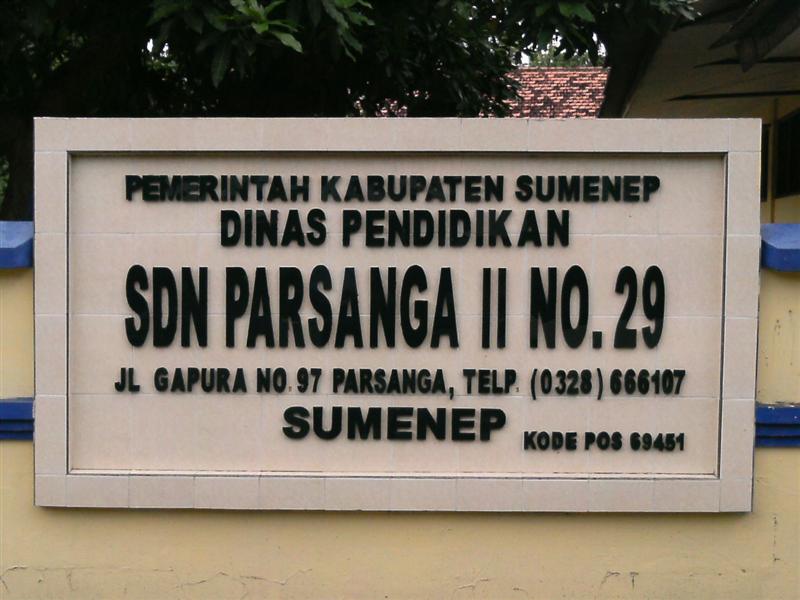 PEMERINTAH KABUPATEN SUMENEP
DINAS PENDIDIKAN
SDN PARSANGA II NO. 29
JL GAPURA NO. 97 PARSANGA, TELP. (0328) 666107
SUMENEP
KODE POS 69451